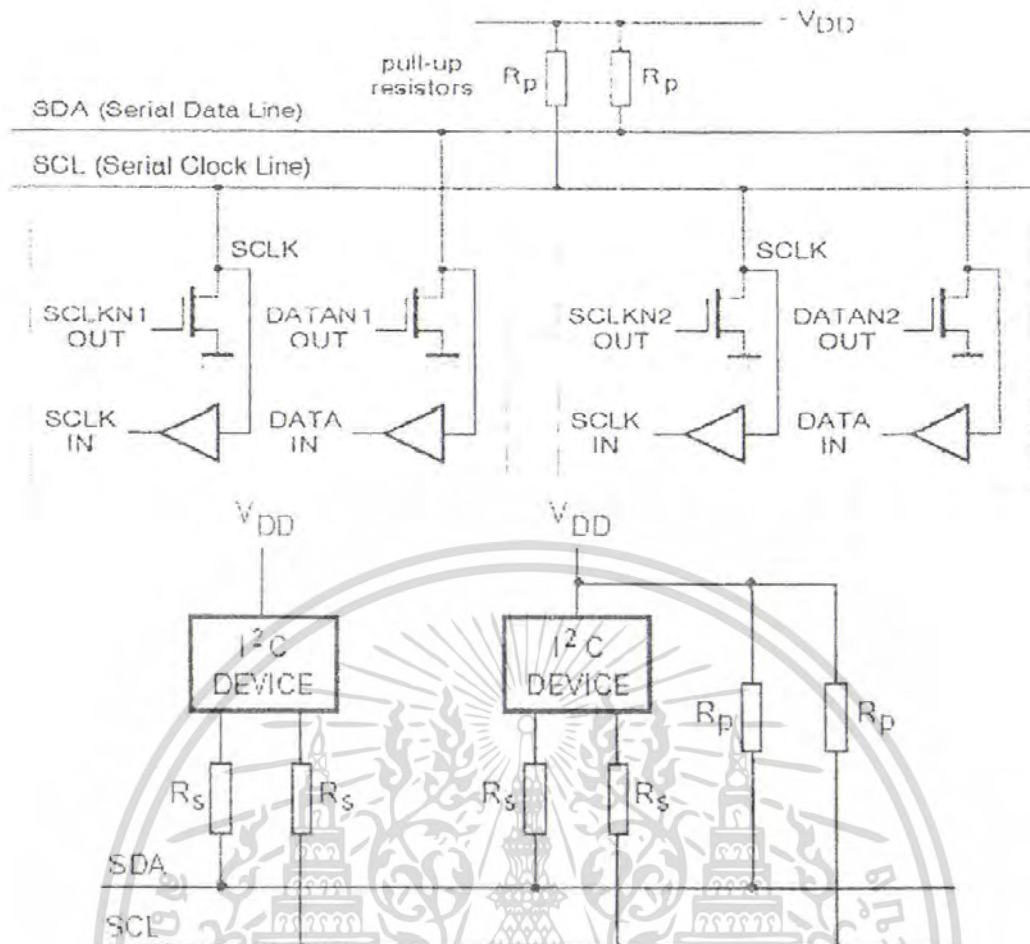 VDD
pull-up
resistors
Rp
Rp
SDA (Serial Data Line)
SCL (Serial Clock Line)
SCLK
SCLK
SCLKN1
OUT
DATAN1
OUT
SCLKN2
OUT
DATAN2
OUT
SCLK
IN
DATA
IN
SCLK
IN
DATA
IN
VDD
VDD
I²C
DEVICE
I²C
DEVICE
Rp
Rp
Rs
Rs
Rs
Rs
SDA
SCL